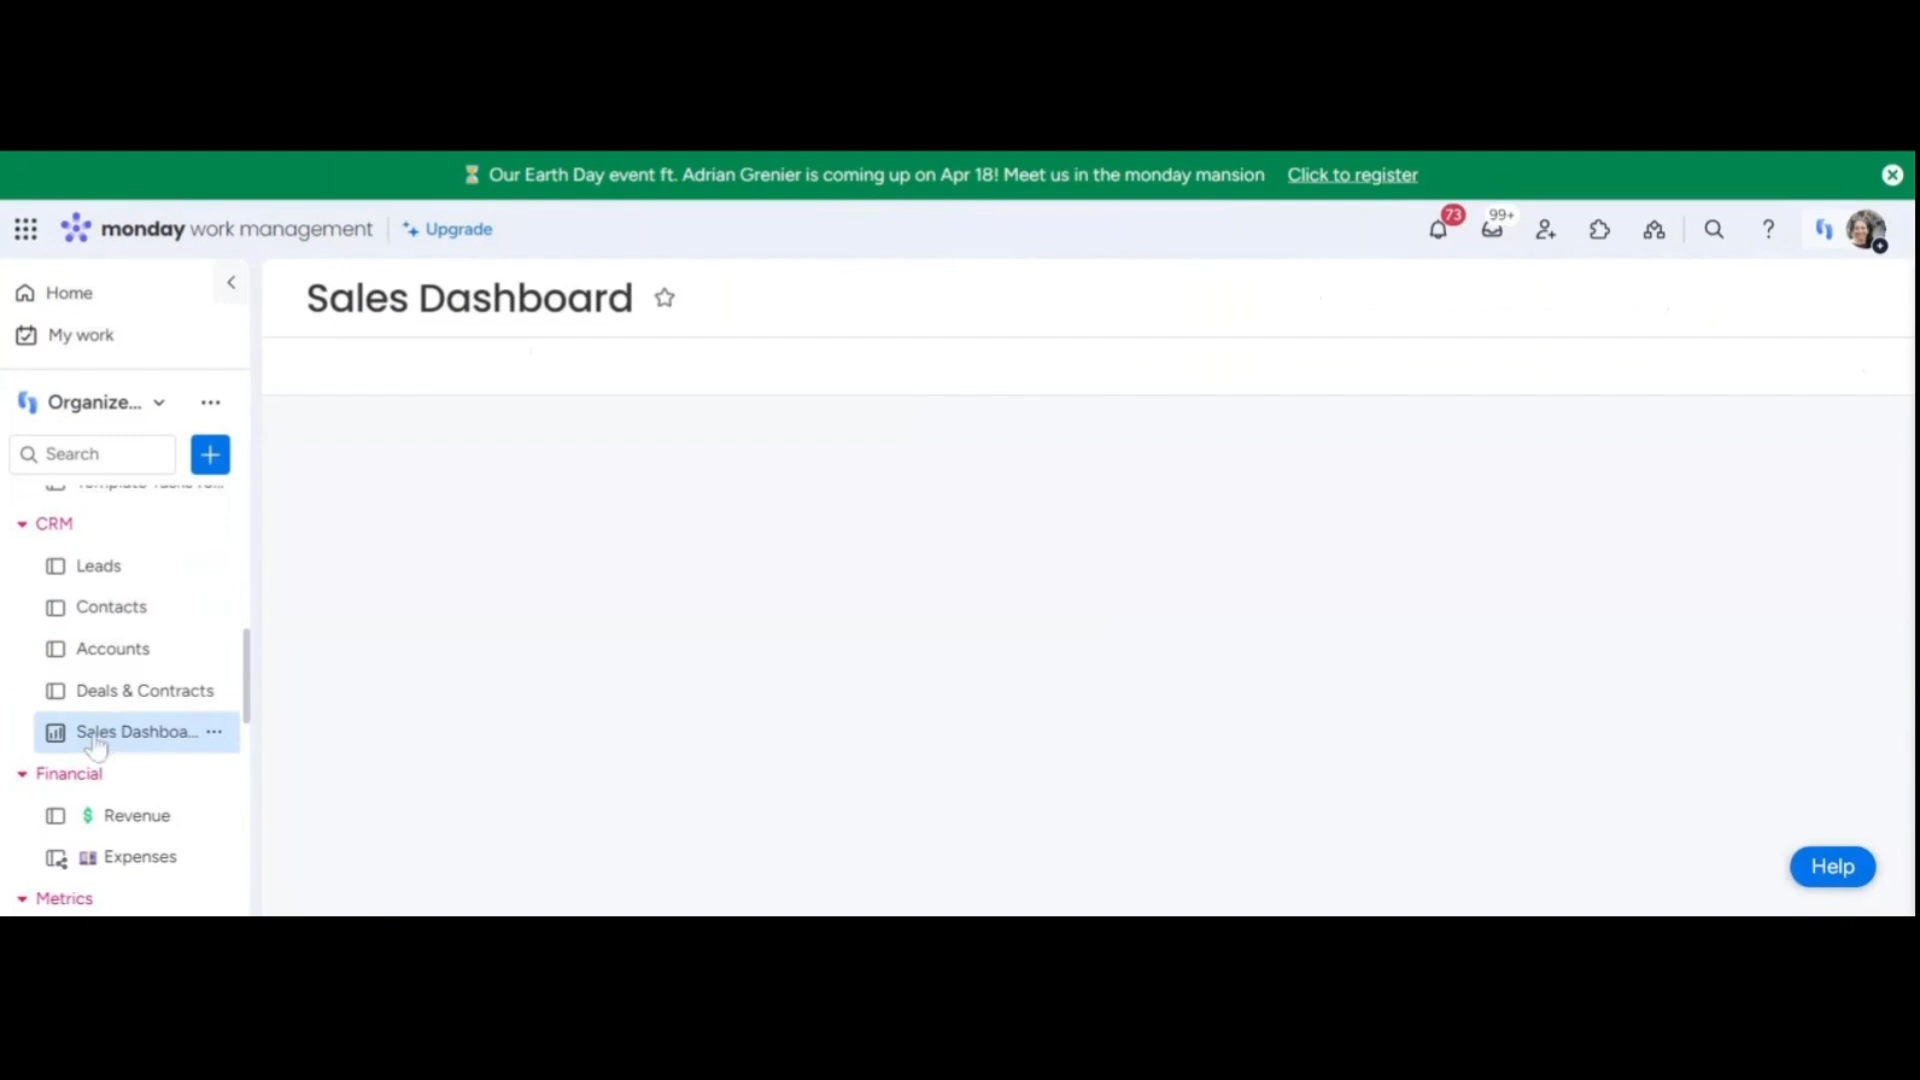 Our Earth Day event ft. Adrian Grenier is coming up on Apr 18! Meet us in the monday mansion Click to register
monday work management Upgrade 73 99+
Home
Sales Dashboard
My work
Organize...
Search
CRM
Leads
Contacts
Accounts
Deals & Contracts
Sales Dashboa...
Financial
$ Revenue
Expenses
Help
Metrics